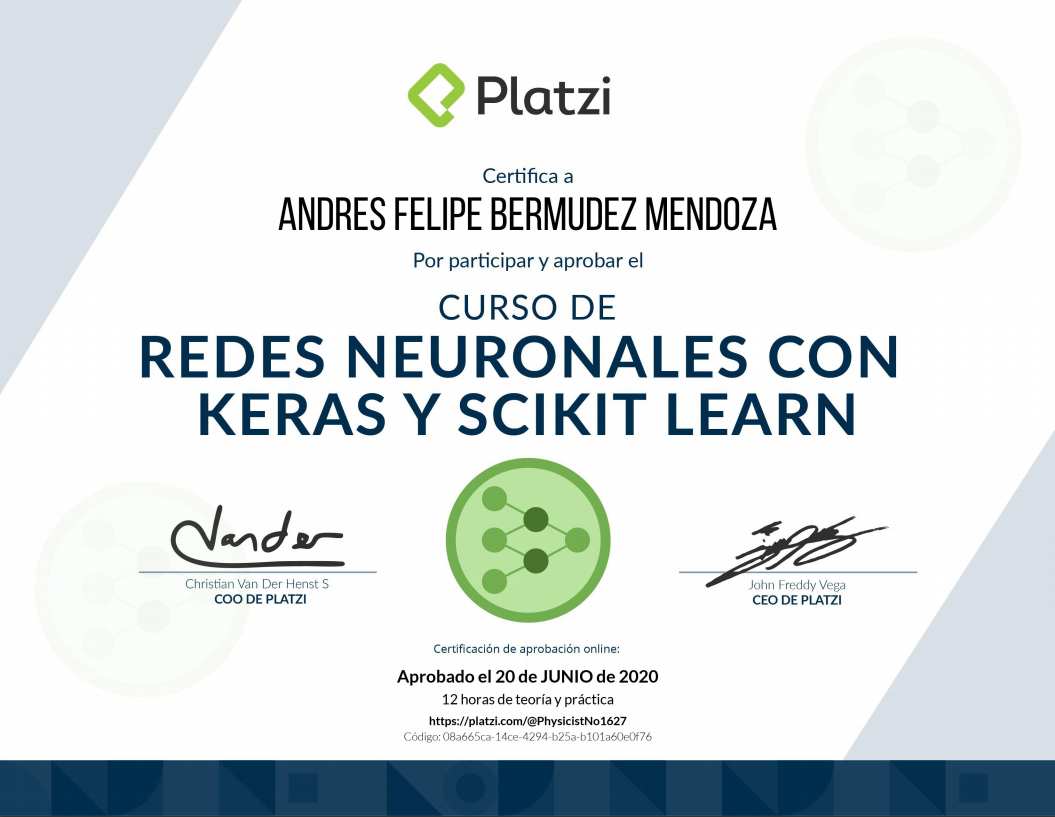 Platzi
Certifica a
ANDRES FELIPE BERMUDEZ MENDOZA
Por participar y aprobar el
CURSO DE
REDES NEURONALES CON
KERAS Y SCIKIT LEARN
Vander
Christian Van Der Henst S
COO DE PLATZI
John Freddy Vega
CEO DE PLATZI
Certificación de aprobación online:
Aprobado el 20 de JUNIO de 2020
12 horas de teoría y práctica
https://platzi.com/@PhysicistNo1627
Código: 08a665ca-14ce-4294-b25a-b101a60e0f76